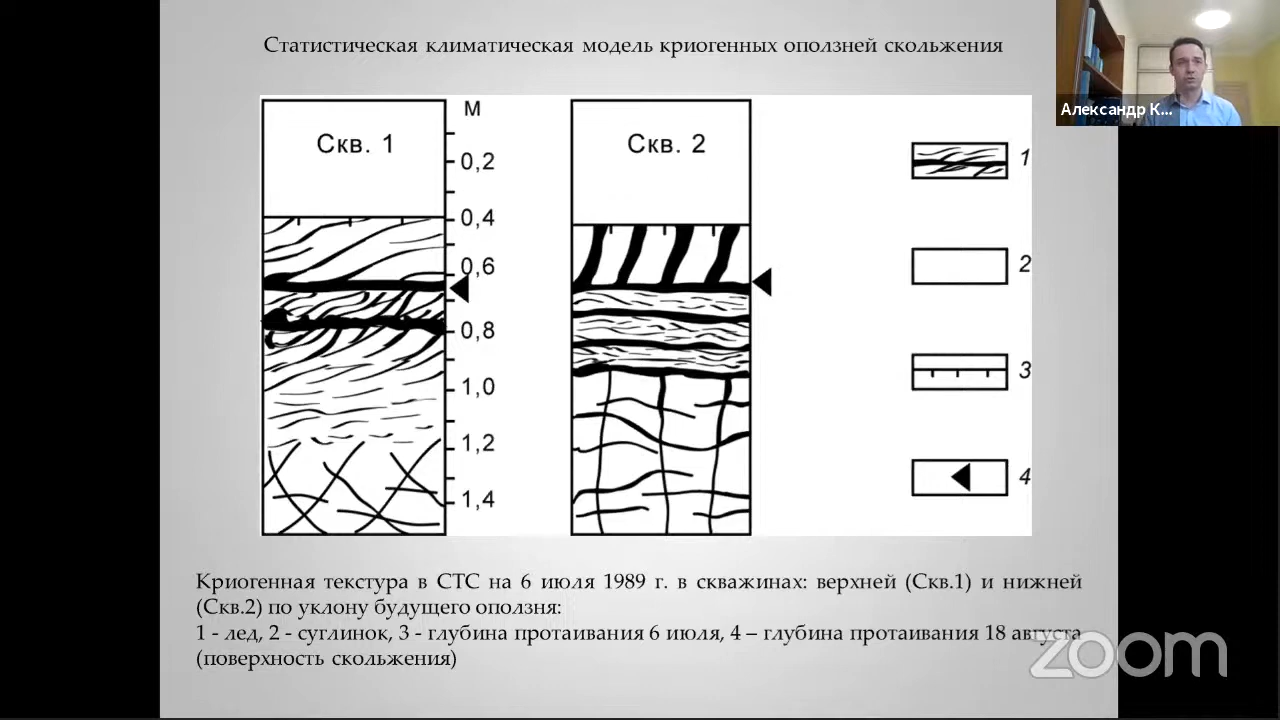 Статистическая климатическая модель криогенных оползней скольжения
Александр К...
Скв. 1
М
0,2
0,4
0,6
0,8
1,0
1,2
1,4
Скв. 2
1
2
3
4
Криогенная текстура в СТС на 6 июля 1989 г. в скважинах: верхней (Скв.1) и нижней
(Скв.2) по уклону будущего оползня:
1 - лед, 2 - суглинок, 3 - глубина протаивания 6 июля, 4 – глубина протаивания 18 августа
(поверхность скольжения)
zoom